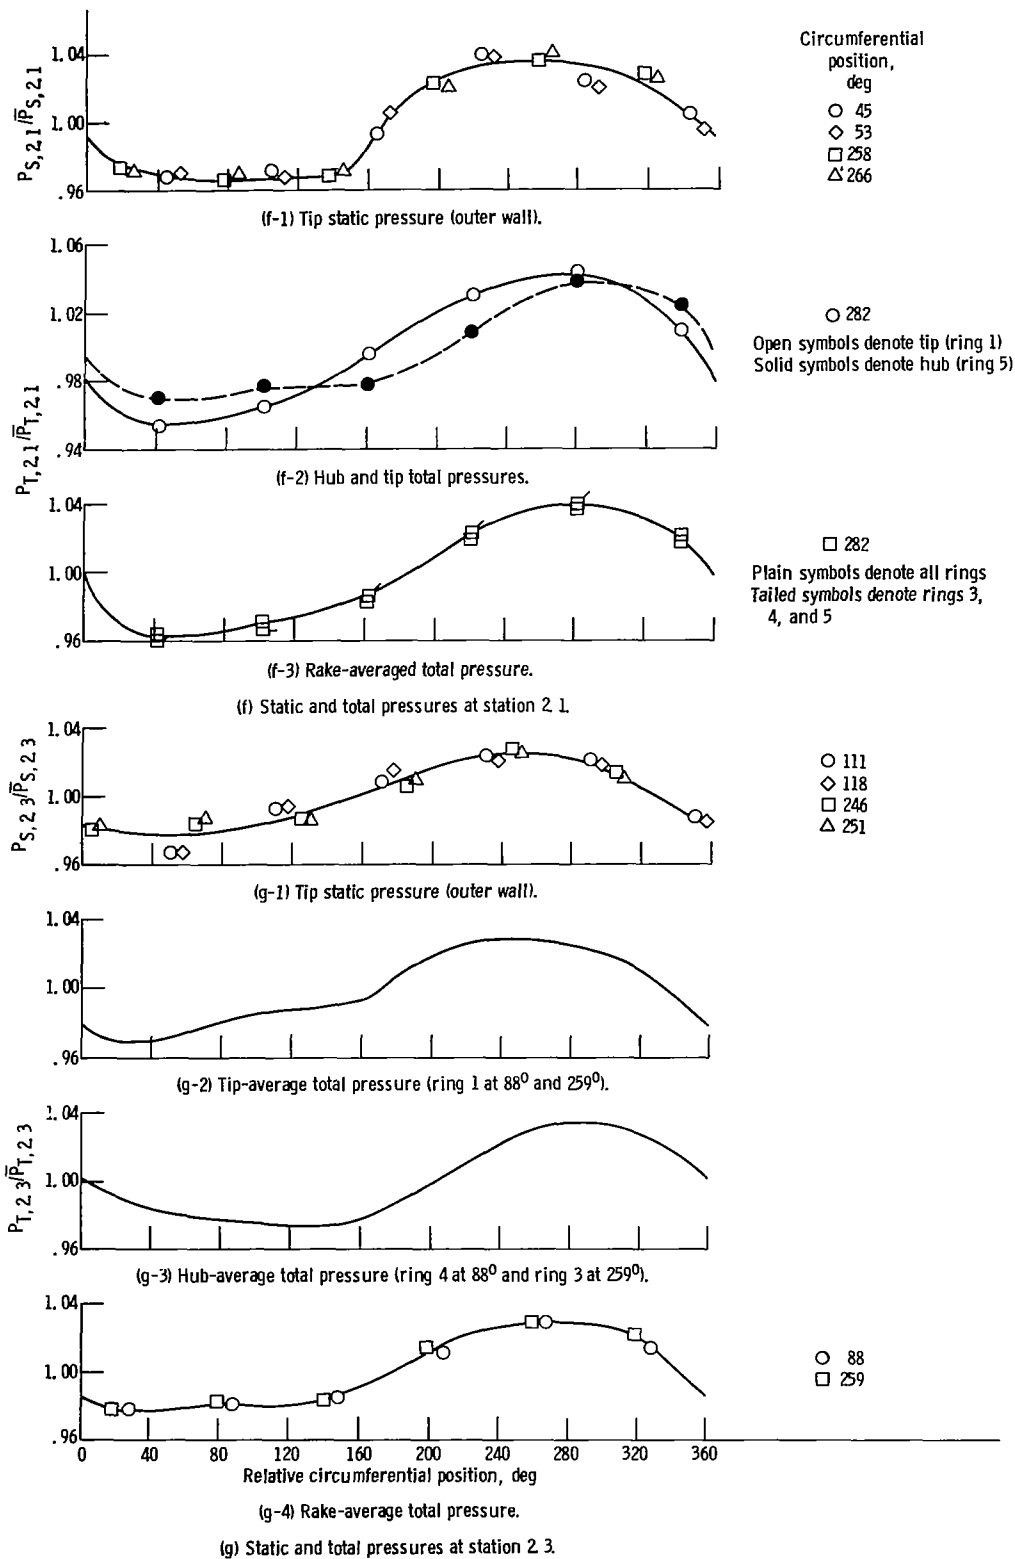 1.04
1.00
.96
P_S,2.1/P̅_S,2.1
Circumferential
position,
deg
○ 45
◇ 53
□ 258
△ 266
(f-1) Tip static pressure (outer wall).
1.06
1.02
.98
.94
P_T,2.1/P̅_T,2.1
○ 282
Open symbols denote tip (ring 1)
Solid symbols denote hub (ring 5)
(f-2) Hub and tip total pressures.
1.04
1.00
.96
□ 282
Plain symbols denote all rings
Tailed symbols denote rings 3,
4, and 5
(f-3) Rake-averaged total pressure.
(f) Static and total pressures at station 2.1.
1.04
1.00
.96
P_S,2.3/P̅_S,2.3
○ 111
◇ 118
□ 246
△ 251
(g-1) Tip static pressure (outer wall).
1.04
1.00
.96
(g-2) Tip-average total pressure (ring 1 at 88⁰ and 259⁰).
P_T,2.3/P̅_T,2.3
1.04
1.00
.96
(g-3) Hub-average total pressure (ring 4 at 88⁰ and ring 3 at 259⁰).
1.04
1.00
.96
○ 88
□ 259
0 40 80 120 160 200 240 280 320 360
Relative circumferential position, deg
(g-4) Rake-average total pressure.
(g) Static and total pressures at station 2.3.